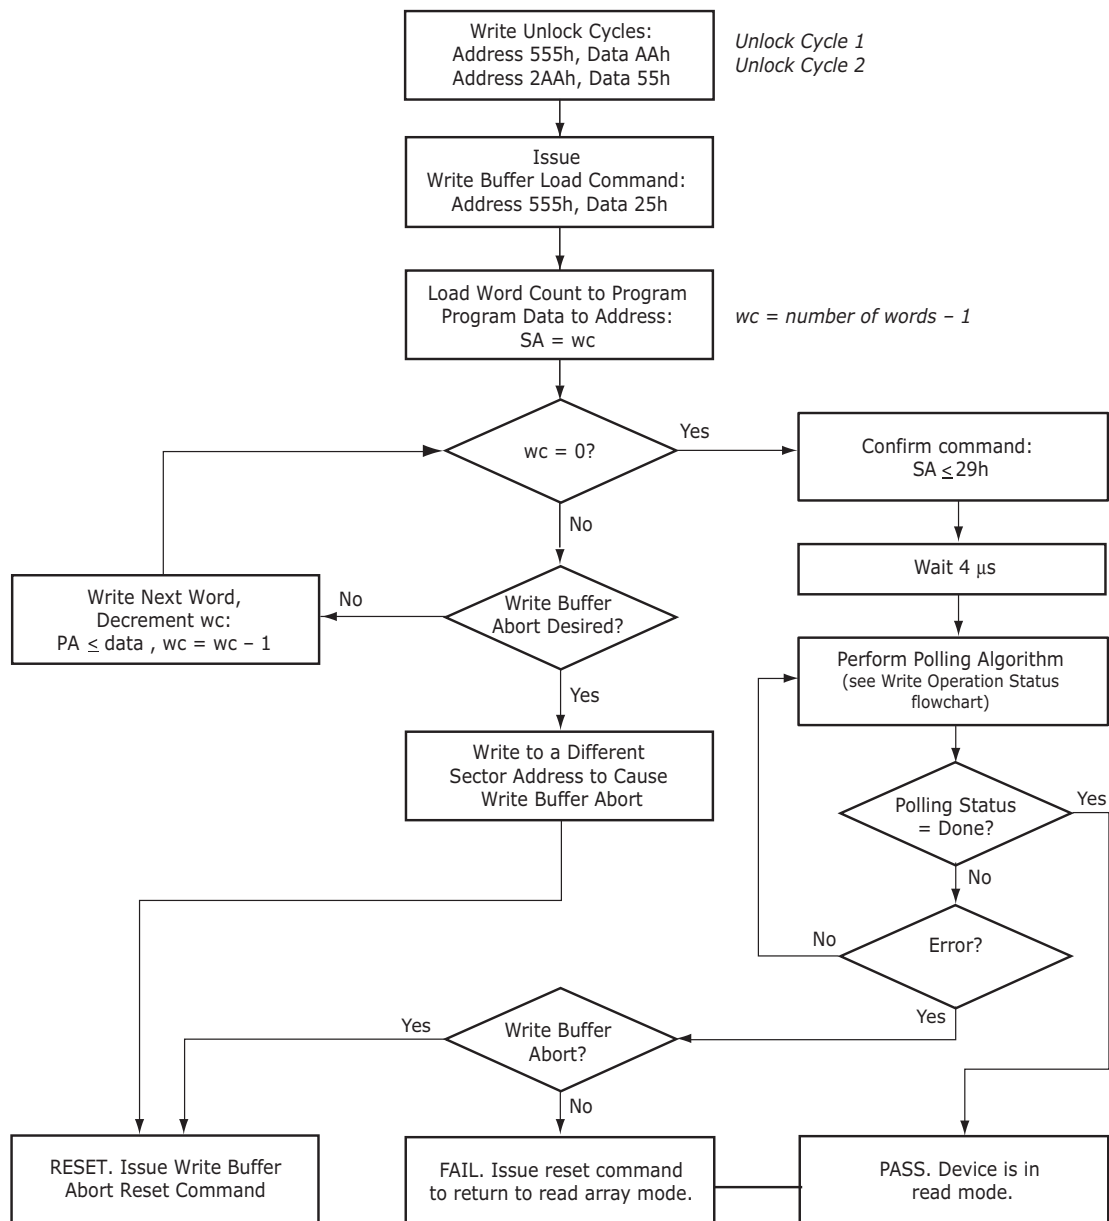 Write Unlock Cycles:
Address 555h, Data AAh
Address 2AAh, Data 55h
Unlock Cycle 1
Unlock Cycle 2
Issue
Write Buffer Load Command:
Address 555h, Data 25h
Load Word Count to Program
Program Data to Address:
SA = wc
wc = number of words – 1
wc = 0?
Yes
Confirm command:
SA ≤ 29h
No
Wait 4 μs
Write Buffer
Abort Desired?
No
Write Next Word,
Decrement wc:
PA ≤ data , wc = wc – 1
Yes
Perform Polling Algorithm
(see Write Operation Status
flowchart)
Write to a Different
Sector Address to Cause
Write Buffer Abort
Polling Status
= Done?
Yes
No
Error?
No
Yes
Write Buffer
Abort?
Yes
No
RESET. Issue Write Buffer
Abort Reset Command
FAIL. Issue reset command
to return to read array mode.
PASS. Device is in
read mode.